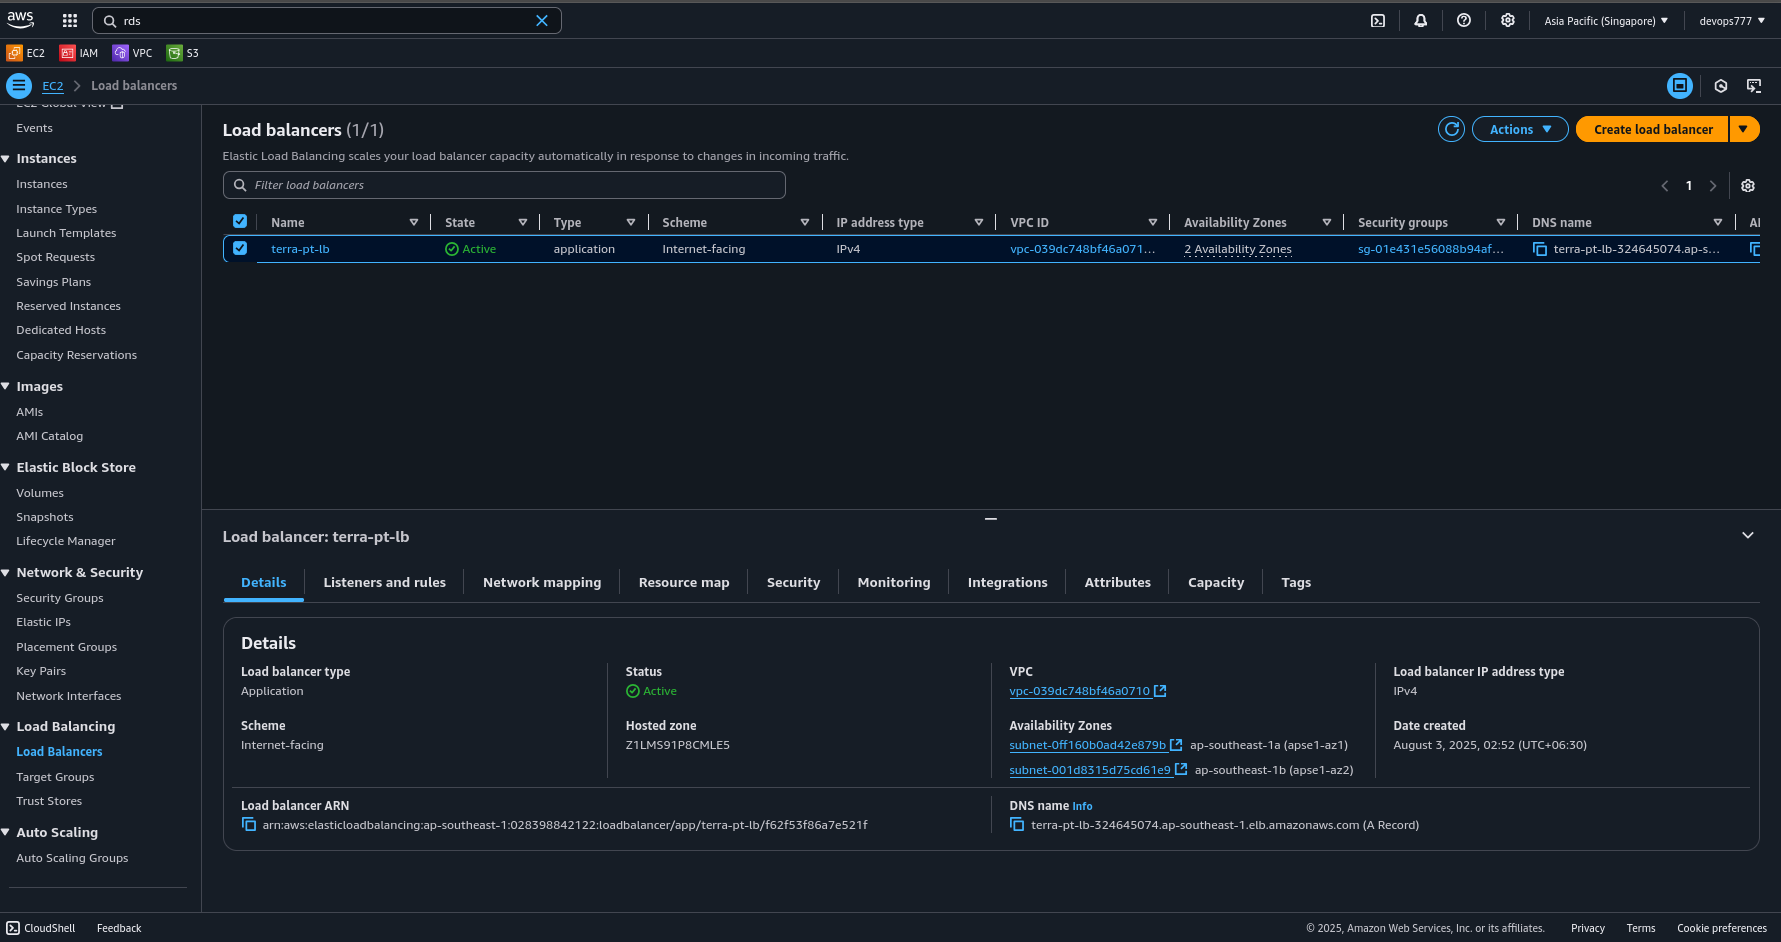 aws
rds
Asia Pacific (Singapore)
devops777
EC2
IAM
VPC
S3
EC2
Load balancers
EC2 Global View
Events
Instances
Instances
Instance Types
Launch Templates
Spot Requests
Savings Plans
Reserved Instances
Dedicated Hosts
Capacity Reservations
Images
AMIs
AMI Catalog
Elastic Block Store
Volumes
Snapshots
Lifecycle Manager
Network & Security
Security Groups
Elastic IPs
Placement Groups
Key Pairs
Network Interfaces
Load Balancing
Load Balancers
Target Groups
Trust Stores
Auto Scaling
Auto Scaling Groups
Load balancers (1/1)
Actions
Create load balancer
Elastic Load Balancing scales your load balancer capacity automatically in response to changes in incoming traffic.
Filter load balancers
1
Name State Type Scheme IP address type VPC ID Availability Zones Security groups DNS name
terra-pt-lb Active application Internet-facing IPv4 vpc-039dc748bf46a071... 2 Availability Zones sg-01e431e56088b94af... terra-pt-lb-324645074.ap-s...
Load balancer: terra-pt-lb
Details Listeners and rules Network mapping Resource map Security Monitoring Integrations Attributes Capacity Tags
Details
Load balancer type
Application
Status
Active
VPC
vpc-039dc748bf46a0710
Load balancer IP address type
IPv4
Scheme
Internet-facing
Hosted zone
Z1LMS91P8CMLE5
Availability Zones
subnet-0ff160b0ad42e879b ap-southeast-1a (apse1-az1)
subnet-001d8315d75cd61e9 ap-southeast-1b (apse1-az2)
Date created
August 3, 2025, 02:52 (UTC+06:30)
Load balancer ARN
arn:aws:elasticloadbalancing:ap-southeast-1:028398842122:loadbalancer/app/terra-pt-lb/f62f53f86a7e521f
DNS name Info
terra-pt-lb-324645074.ap-southeast-1.elb.amazonaws.com (A Record)
CloudShell
Feedback
© 2025, Amazon Web Services, Inc. or its affiliates.
Privacy
Terms
Cookie preferences